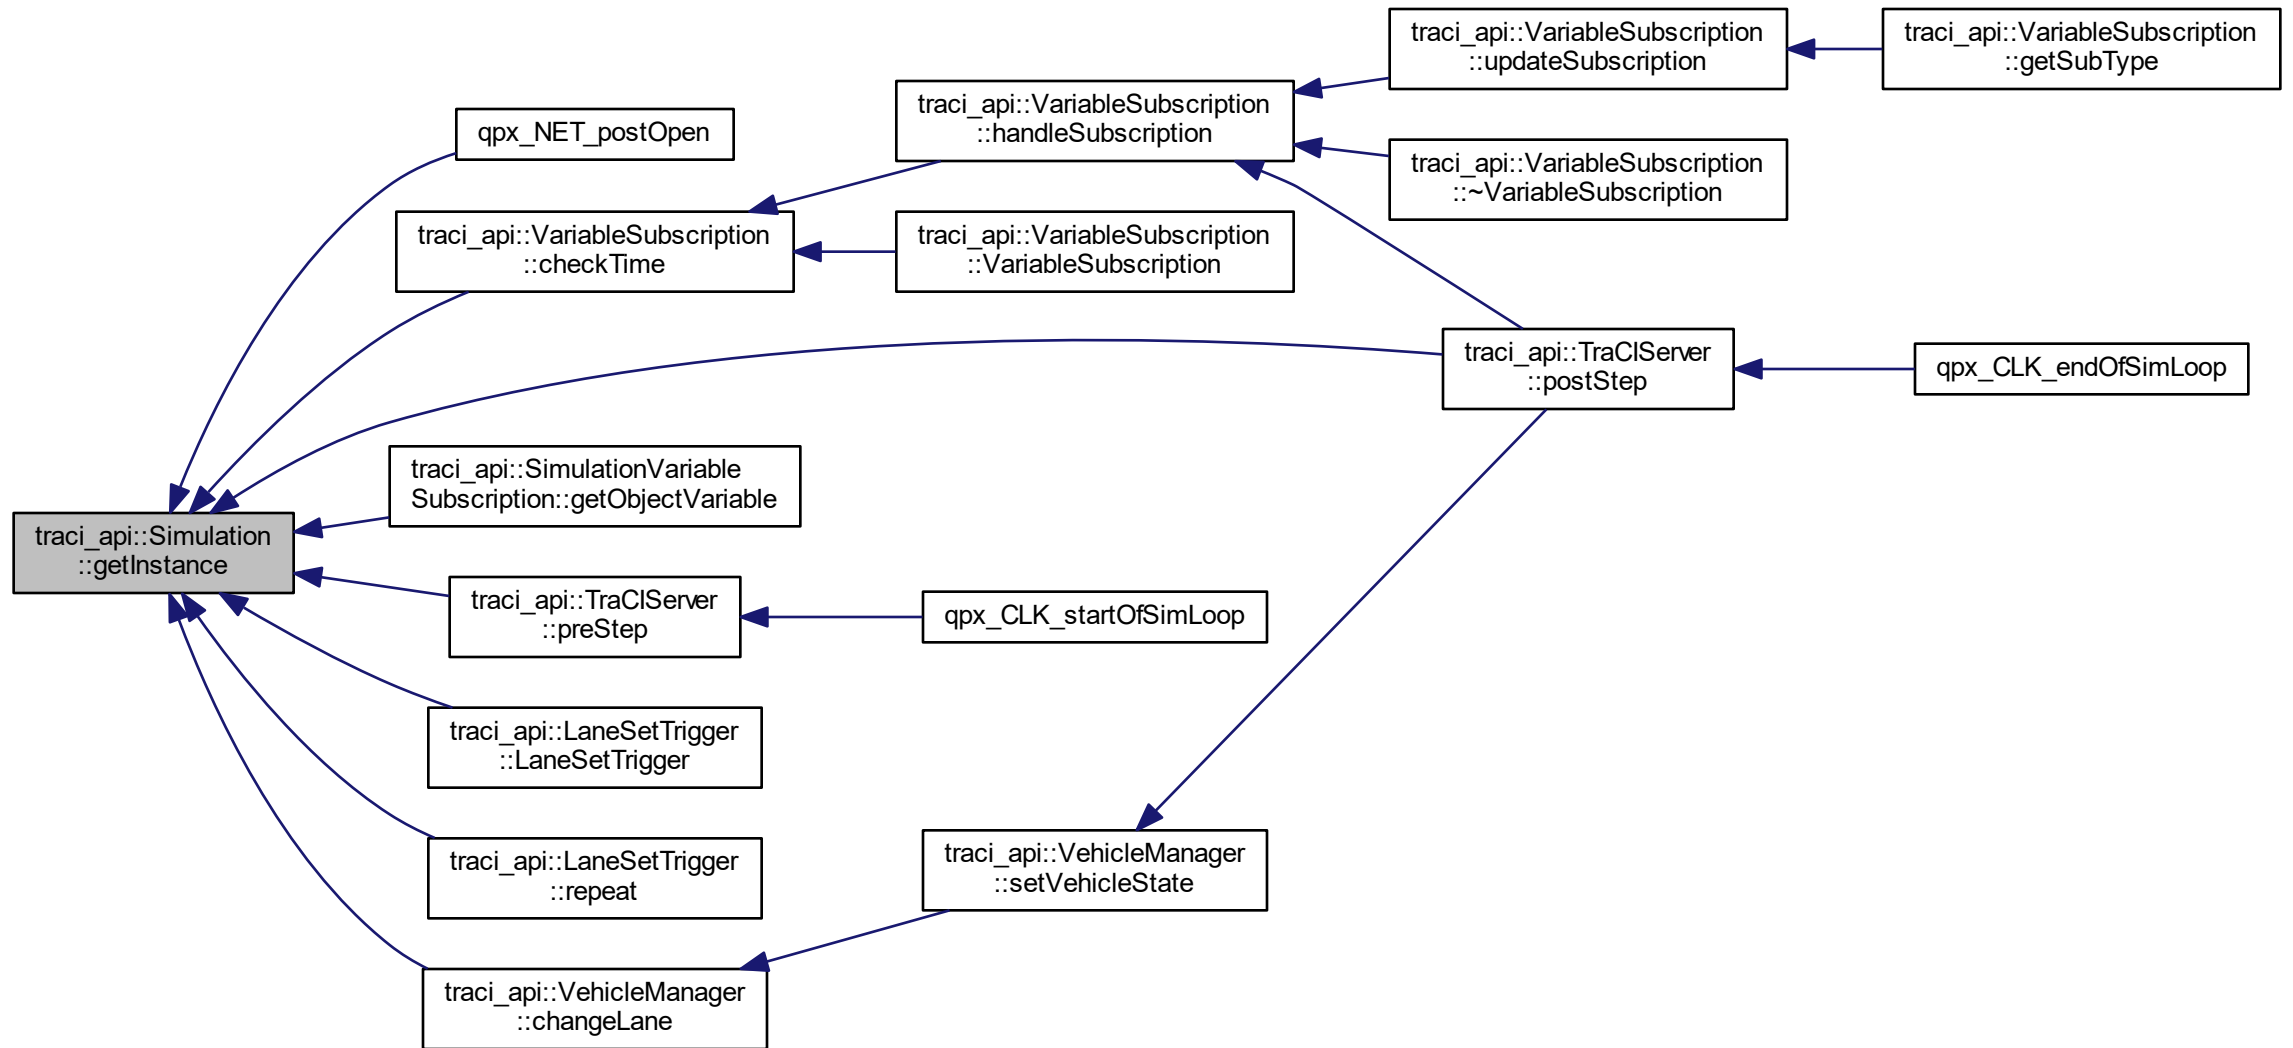 traci_api::VariableSubscription
::updateSubscription
traci_api::VariableSubscription
::getSubType
traci_api::VariableSubscription
::handleSubscription
qpx_NET_postOpen
traci_api::VariableSubscription
::~VariableSubscription
traci_api::VariableSubscription
::checkTime
traci_api::VariableSubscription
::VariableSubscription
traci_api::TraCIServer
::postStep
qpx_CLK_endOfSimLoop
traci_api::SimulationVariable
Subscription::getObjectVariable
traci_api::Simulation
::getInstance
traci_api::TraCIServer
::preStep
qpx_CLK_startOfSimLoop
traci_api::LaneSetTrigger
::LaneSetTrigger
traci_api::LaneSetTrigger
::repeat
traci_api::VehicleManager
::setVehicleState
traci_api::VehicleManager
::changeLane